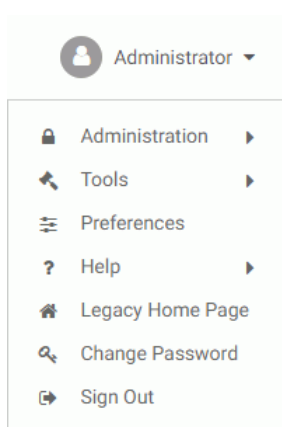 Administrator
Administration
Tools
Preferences
Help
Legacy Home Page
Change Password
Sign Out